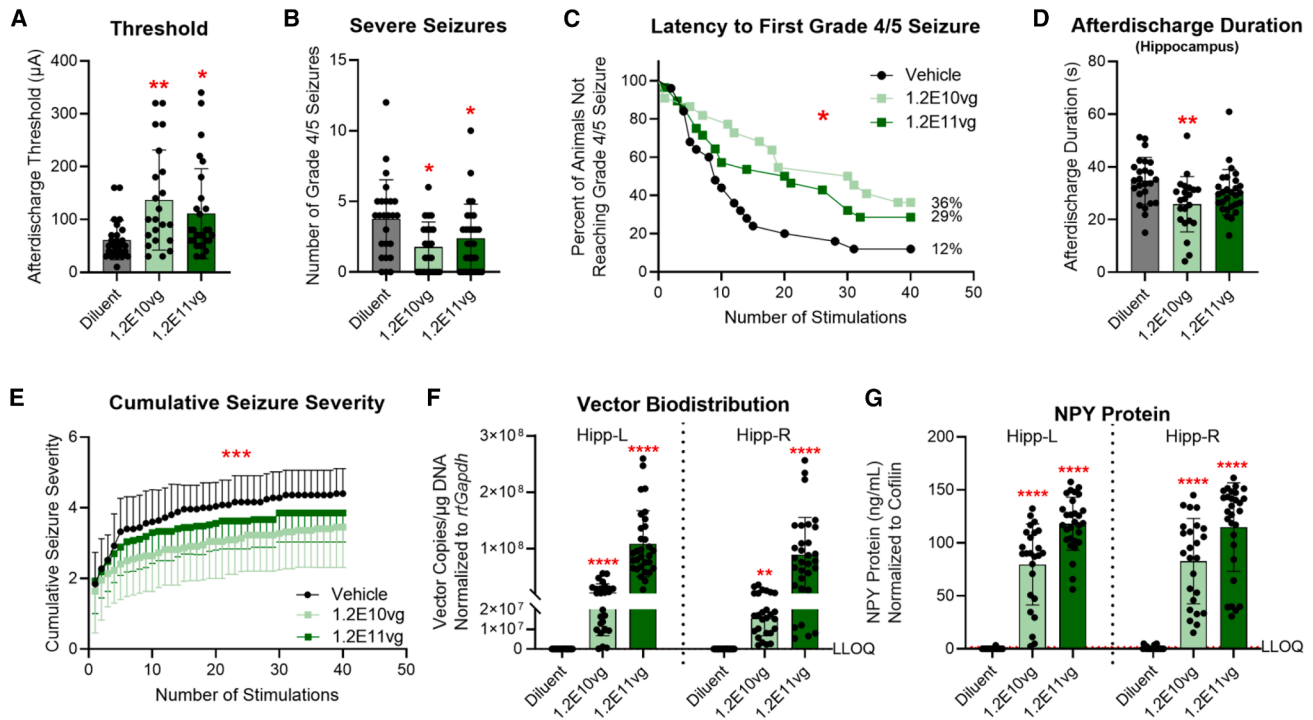 A
Threshold
Afterdischarge Threshold (µA)
400
300
200
100
0
**
*
Diluent
1.2E10vg
1.2E11vg
B
Severe Seizures
Number of Grade 4/5 Seizures
15
10
5
0
*
*
Diluent
1.2E10vg
1.2E11vg
C
Latency to First Grade 4/5 Seizure
Percent of Animals Not
Reaching Grade 4/5 Seizure
100
80
60
40
20
0
Vehicle
1.2E10vg
1.2E11vg
*
36%
29%
12%
0 10 20 30 40 50
Number of Stimulations
D
Afterdischarge Duration
(Hippocampus)
Afterdischarge Duration (s)
80
60
40
20
0
**
Diluent
1.2E10vg
1.2E11vg
E
Cumulative Seizure Severity
Cumulative Seizure Severity
6
4
2
0
***
Vehicle
1.2E10vg
1.2E11vg
0 10 20 30 40 50
Number of Stimulations
F
Vector Biodistribution
Hipp-L Hipp-R
Vector Copies/µg DNA
Normalized to rtGapdh
3×10⁸
2×10⁸
1×10⁸
2×10⁷
1×10⁷
0
****
****
**
****
LLOQ
Diluent
1.2E10vg
1.2E11vg
Diluent
1.2E10vg
1.2E11vg
G
NPY Protein
Hipp-L Hipp-R
NPY Protein (ng/mL)
Normalized to Cofilin
200
150
100
50
0
****
****
****
****
LLOQ
Diluent
1.2E10vg
1.2E11vg
Diluent
1.2E10vg
1.2E11vg